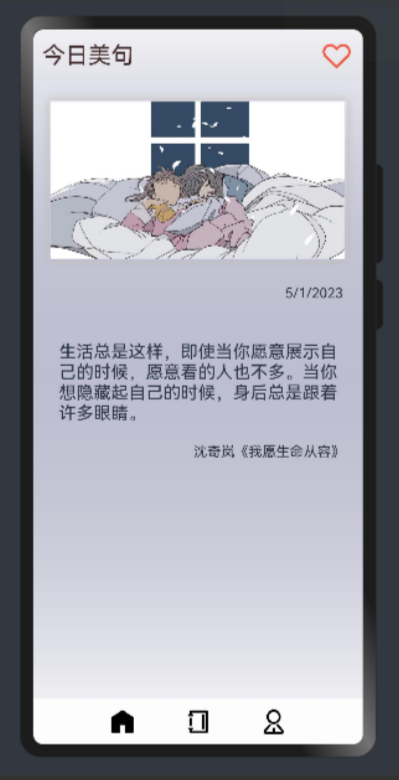 今日美句
5/1/2023
生活总是这样，即使当你愿意展示自
己的时候，愿意看的人也不多。当你
想隐藏起自己的时候，身后总是跟着
许多眼睛。
沈奇岚《我愿生命从容》